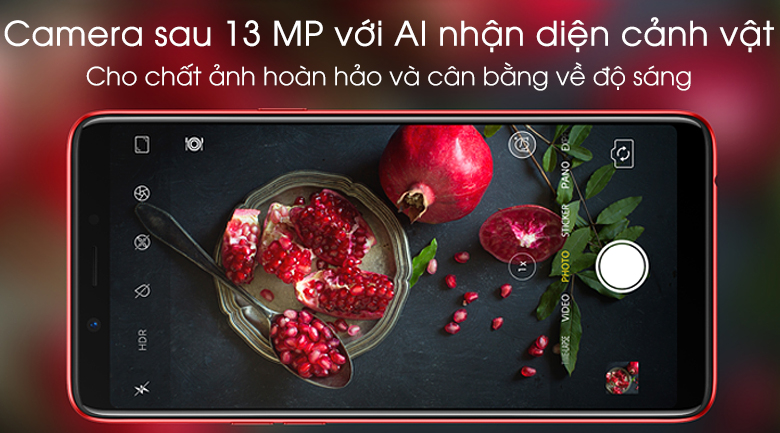 Camera sau 13 MP với AI nhận diện cảnh vật
Cho chất ảnh hoàn hảo và cân bằng về độ sáng
HDR
1x
PANO
STICKER
PHOTO
VIDEO